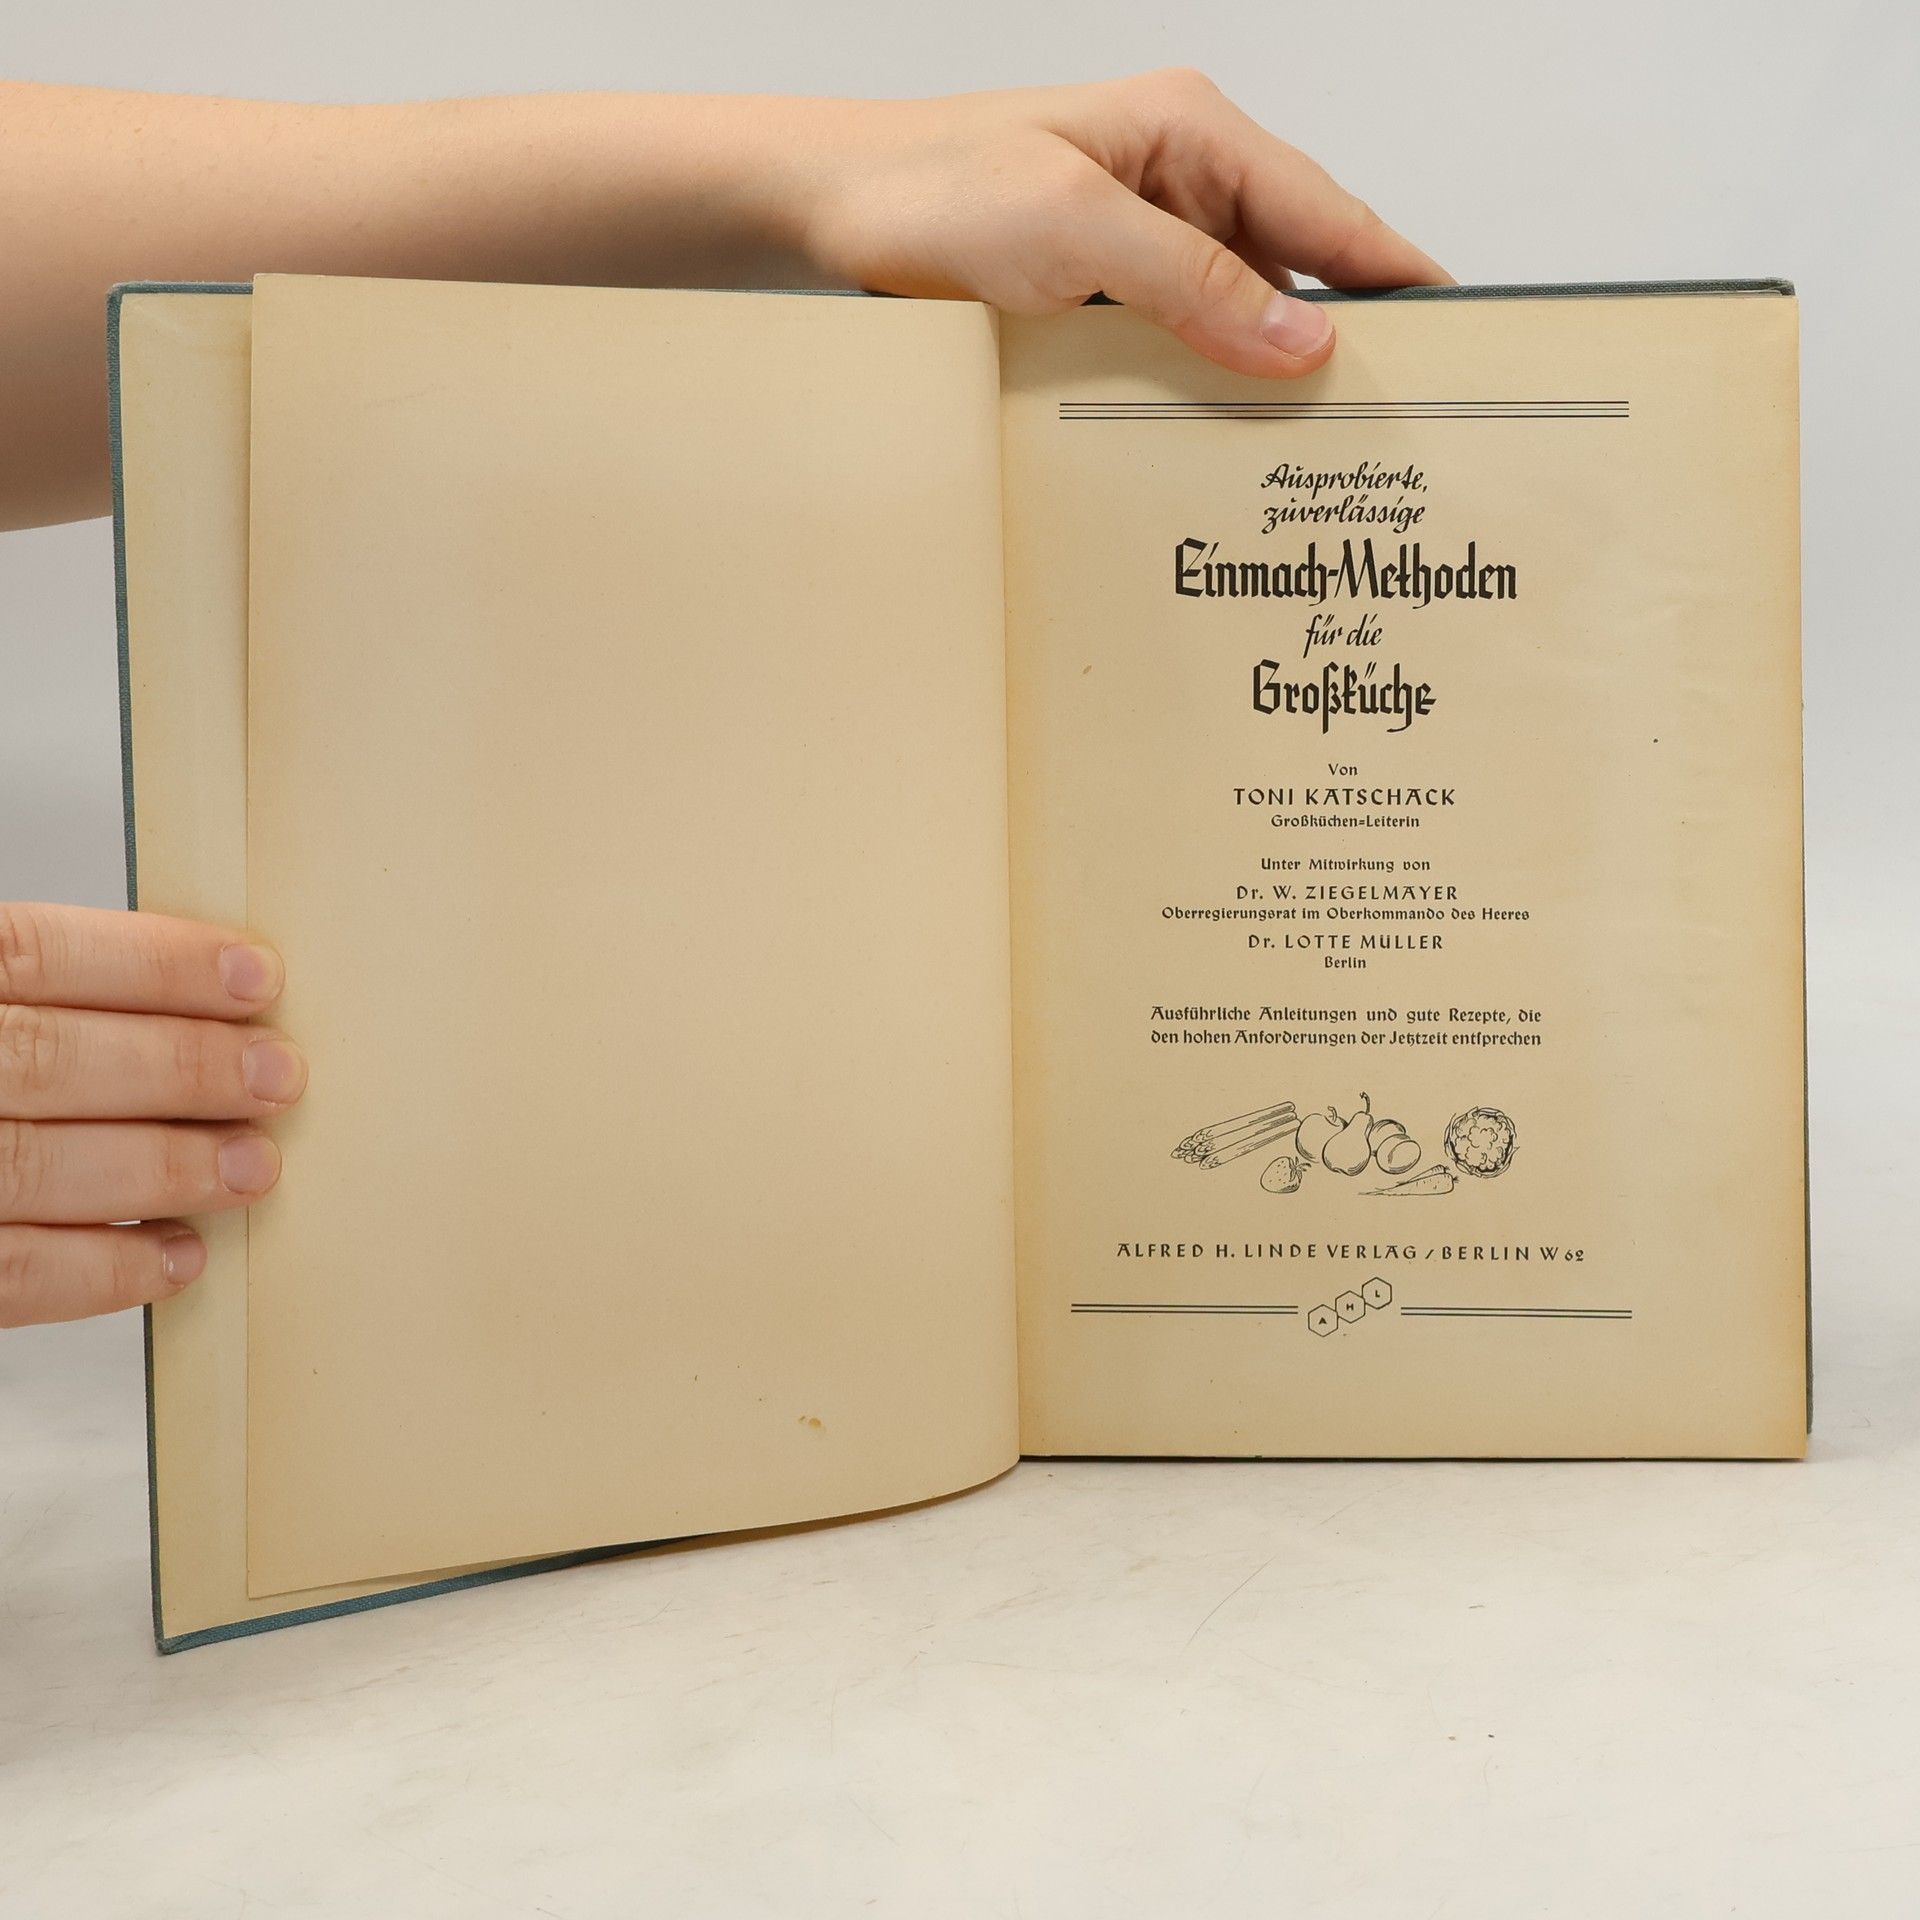 Ausprobierte,
zuverlässige
Einmach-Methoden
für die
Großküche
Von
TONI KATSCHACK
Großküchen=Leiterin
Unter Mitwirkung von
Dr. W. ZIEGELMAYER
Oberregierungsrat im Oberkommando des Heeres
Dr. LOTTE MÜLLER
Berlin
Ausführliche Anleitungen und gute Rezepte, die
den hohen Anforderungen der Jetztzeit entsprechen
ALFRED H. LINDE VERLAG / BERLIN W 62
A H L